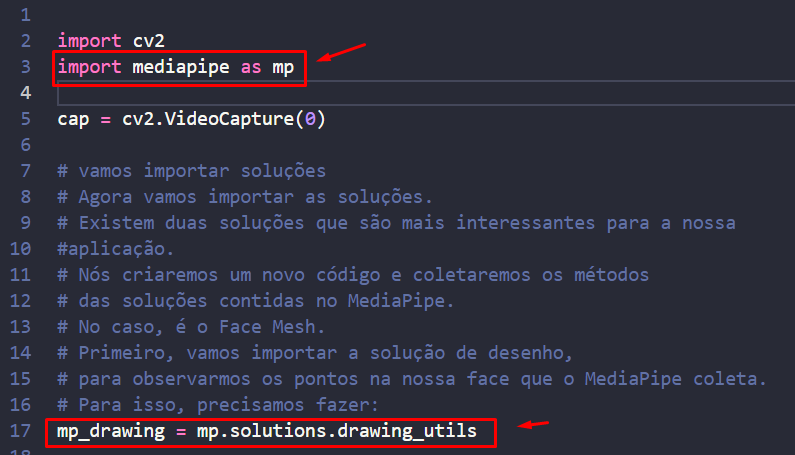 1
2 import cv2
3 import mediapipe as mp
4
5 cap = cv2.VideoCapture(0)
6
7 # vamos importar soluções
8 # Agora vamos importar as soluções.
9 # Existem duas soluções que são mais interessantes para a nossa
10 #aplicação.
11 # Nós criaremos um novo código e coletaremos os métodos
12 # das soluções contidas no MediaPipe.
13 # No caso, é o Face Mesh.
14 # Primeiro, vamos importar a solução de desenho,
15 # para observarmos os pontos na nossa face que o MediaPipe coleta.
16 # Para isso, precisamos fazer:
17 mp_drawing = mp.solutions.drawing_utils